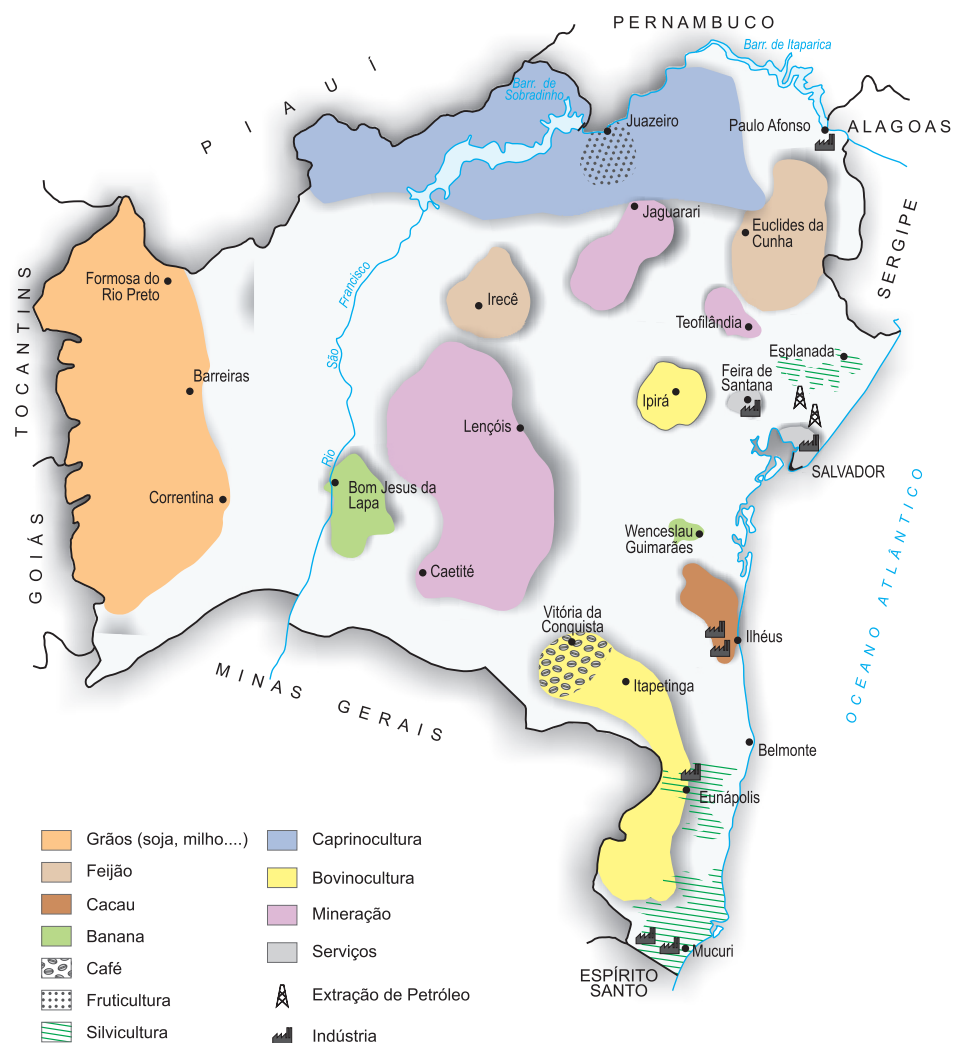 PERNAMBUCO
Barr. de Itaparica
PIAUÍ
Barr. de
Sobradinho
Juazeiro
Paulo Afonso
ALAGOAS
SERGIPE
Jaguarari
Euclides da
Cunha
TOCANTINS
Formosa do
Rio Preto
São Francisco
Rio
Irecê
Teofilândia
Esplanada
Barreiras
Feira de
Santana
Ipirá
Lençóis
SALVADOR
Correntina
Bom Jesus da
Lapa
GOIÁS
Wenceslau
Guimarães
OCEANO ATLÂNTICO
Caetité
Vitória da
Conquista
Ilhéus
MINAS GERAIS
Itapetinga
Belmonte
Eunápolis
Mucuri
ESPÍRITO
SANTO
Grãos (soja, milho....)
Feijão
Cacau
Banana
Café
Fruticultura
Silvicultura
Caprinocultura
Bovinocultura
Mineração
Serviços
Extração de Petróleo
Indústria